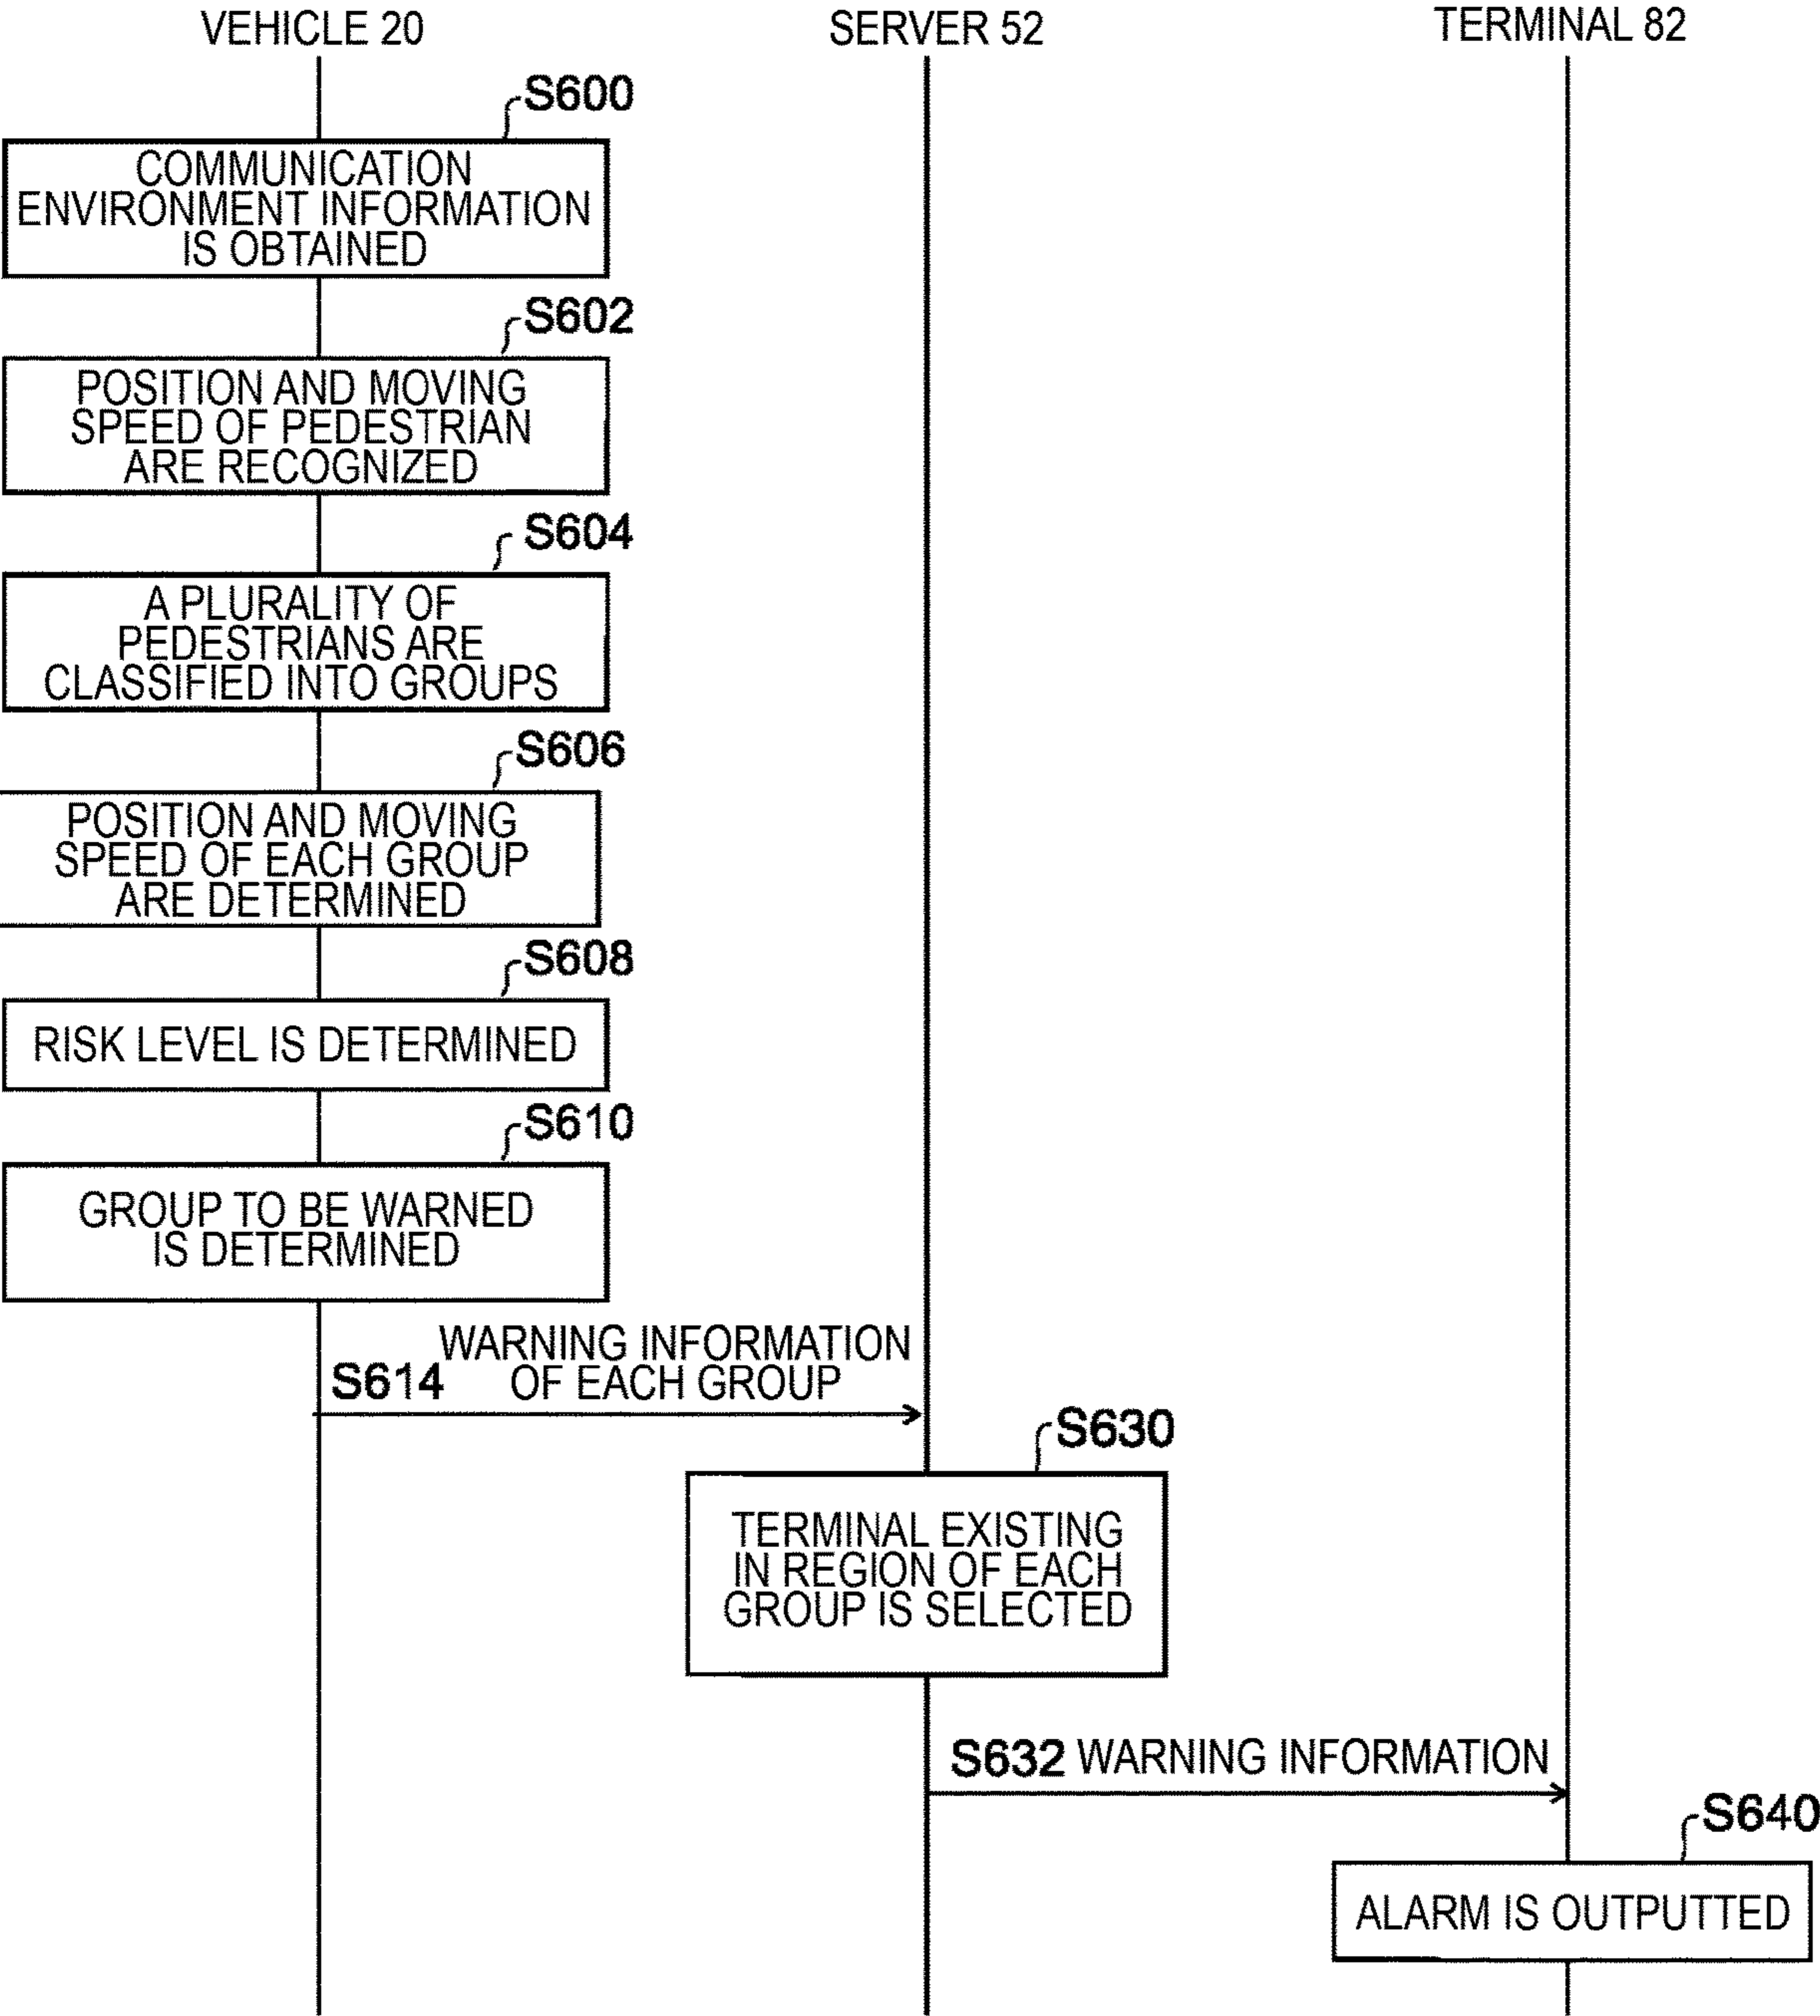 VEHICLE 20
SERVER 52
TERMINAL 82
S600
COMMUNICATION
ENVIRONMENT INFORMATION
IS OBTAINED
S602
POSITION AND MOVING
SPEED OF PEDESTRIAN
ARE RECOGNIZED
S604
A PLURALITY OF
PEDESTRIANS ARE
CLASSIFIED INTO GROUPS
S606
POSITION AND MOVING
SPEED OF EACH GROUP
ARE DETERMINED
S608
RISK LEVEL IS DETERMINED
S610
GROUP TO BE WARNED
IS DETERMINED
WARNING INFORMATION
OF EACH GROUP
S614
S630
TERMINAL EXISTING
IN REGION OF EACH
GROUP IS SELECTED
S632 WARNING INFORMATION
S640
ALARM IS OUTPUTTED